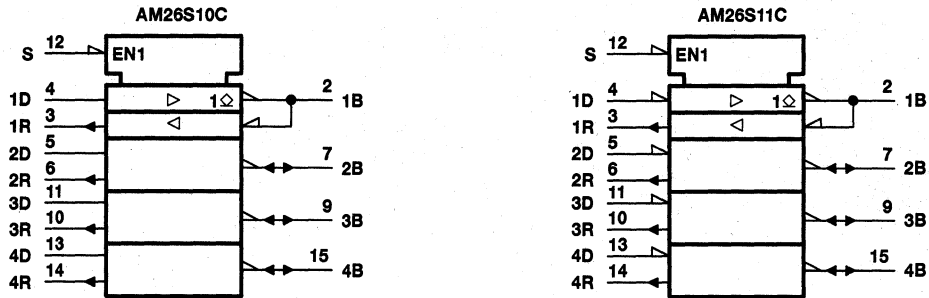 AM26S10C
S 12 EN1
1D 4 ▷ 1◇ 2 1B
1R 3 ◁
2D 5
2R 6 7 2B
3D 11
3R 10 9 3B
4D 13
4R 14 15 4B
AM26S11C
S 12 EN1
1D 4 ▷ 1◇ 2 1B
1R 3 ◁
2D 5
2R 6 7 2B
3D 11
3R 10 9 3B
4D 13
4R 14 15 4B